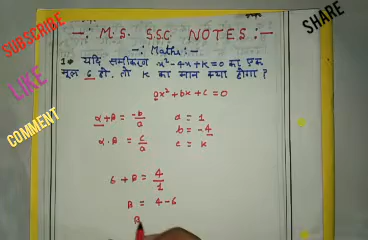 SUBSCRIBE
SHARE
LIKE
COMMENT
-: M.S. SSC NOTES:-
-: Maths:-
1. यदि समीकरण x²-4x+k=0 का एक
मूल 6 हो, तो K का मान क्या होगा ?
ax² + bx + c = 0
α + β = -b/a a = 1
b = -4
α . β = c/a c = k
6 + β = 4/1
β = 4 - 6
β